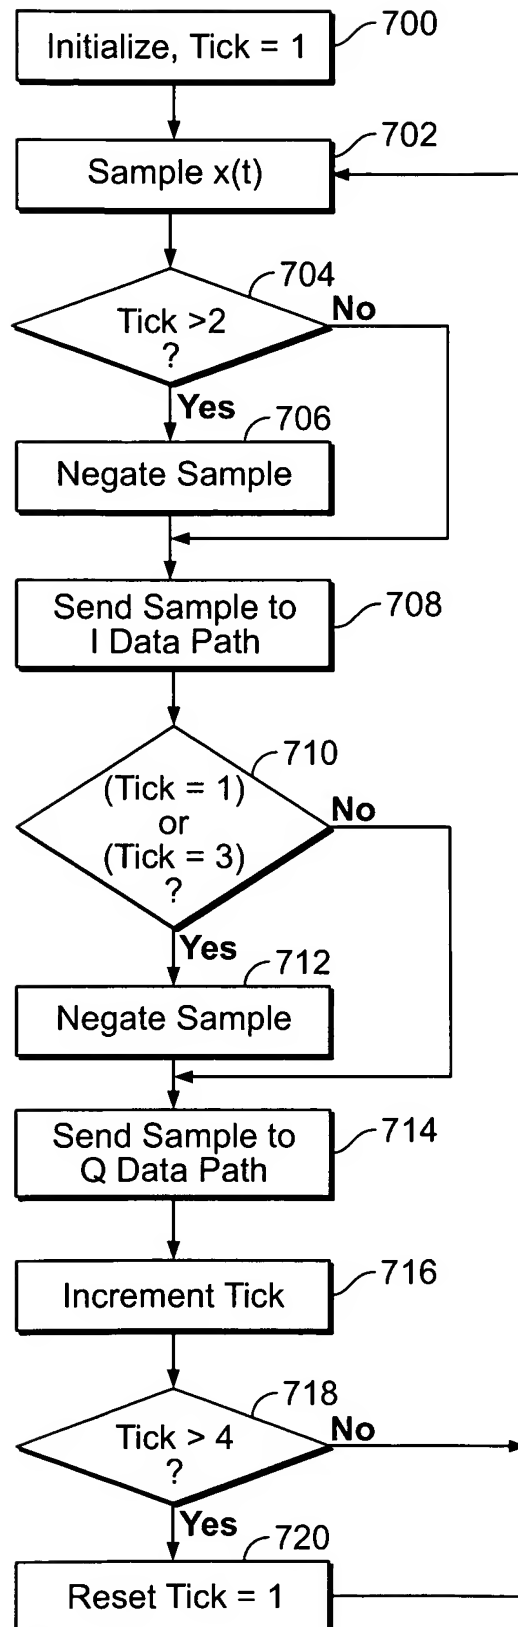 Initialize, Tick = 1
700
702
Sample x(t)
704
Tick >2
?
No
Yes
706
Negate Sample
Send Sample to
I Data Path
708
710
(Tick = 1)
or
(Tick = 3)
?
No
Yes
712
Negate Sample
Send Sample to
Q Data Path
714
716
Increment Tick
718
Tick > 4
?
No
Yes
720
Reset Tick = 1